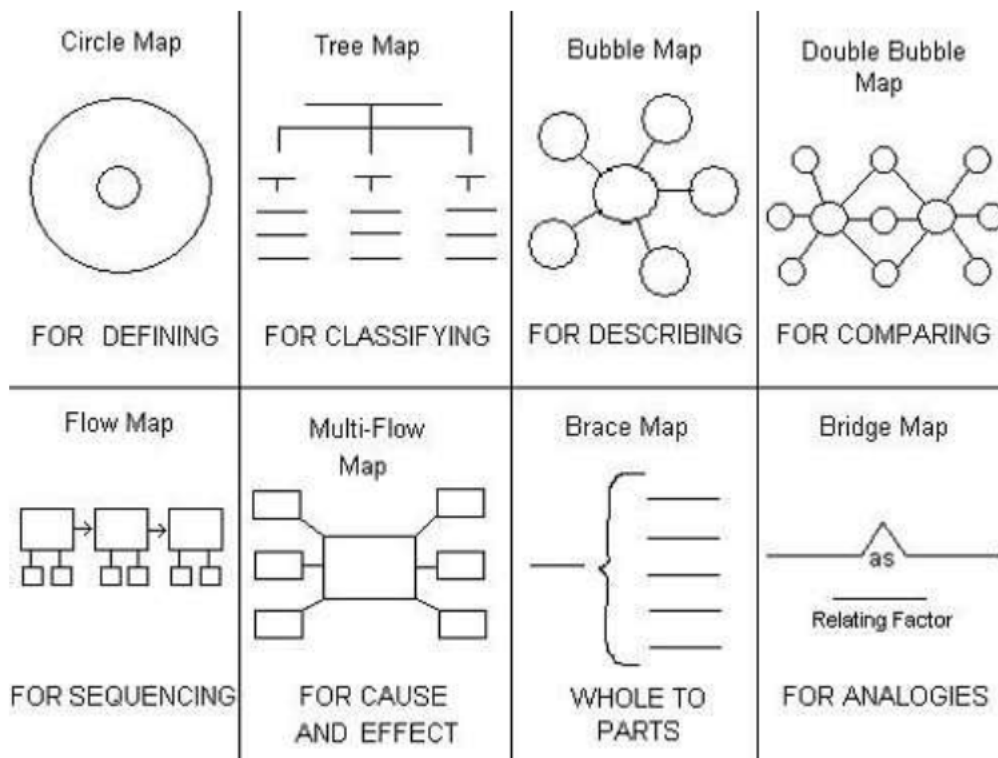 Circle Map
FOR DEFINING
Tree Map
FOR CLASSIFYING
Bubble Map
FOR DESCRIBING
Double Bubble
Map
FOR COMPARING
Flow Map
FOR SEQUENCING
Multi-Flow
Map
FOR CAUSE
AND EFFECT
Brace Map
WHOLE TO
PARTS
Bridge Map
as
Relating Factor
FOR ANALOGIES